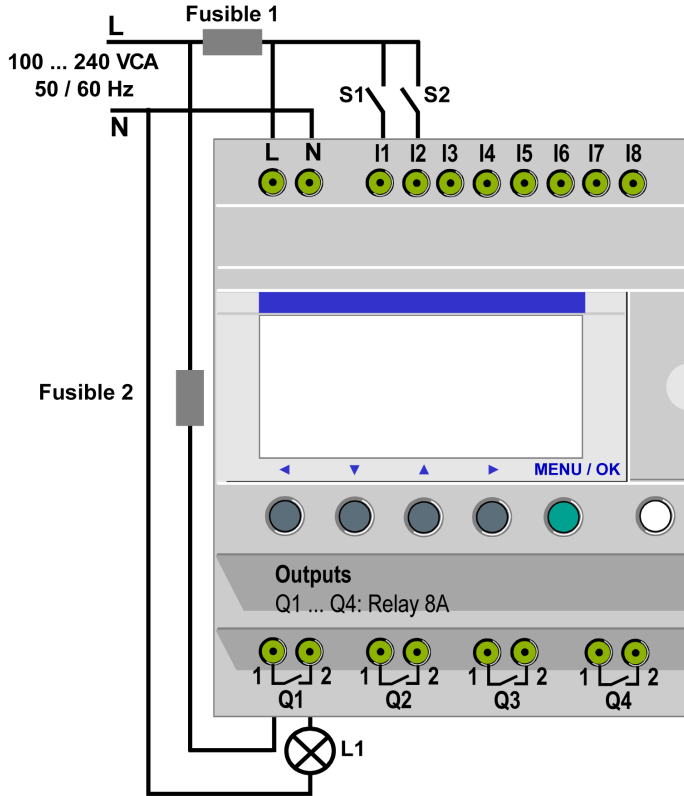 Fusible 1
L
100 ... 240 VCA
50 / 60 Hz
N
S1 S2
L N I1 I2 I3 I4 I5 I6 I7 I8
Fusible 2
◄ ▼ ▲ ► MENU / OK
Outputs
Q1 ... Q4: Relay 8A
1 2 1 2 1 2 1 2
Q1 Q2 Q3 Q4
L1